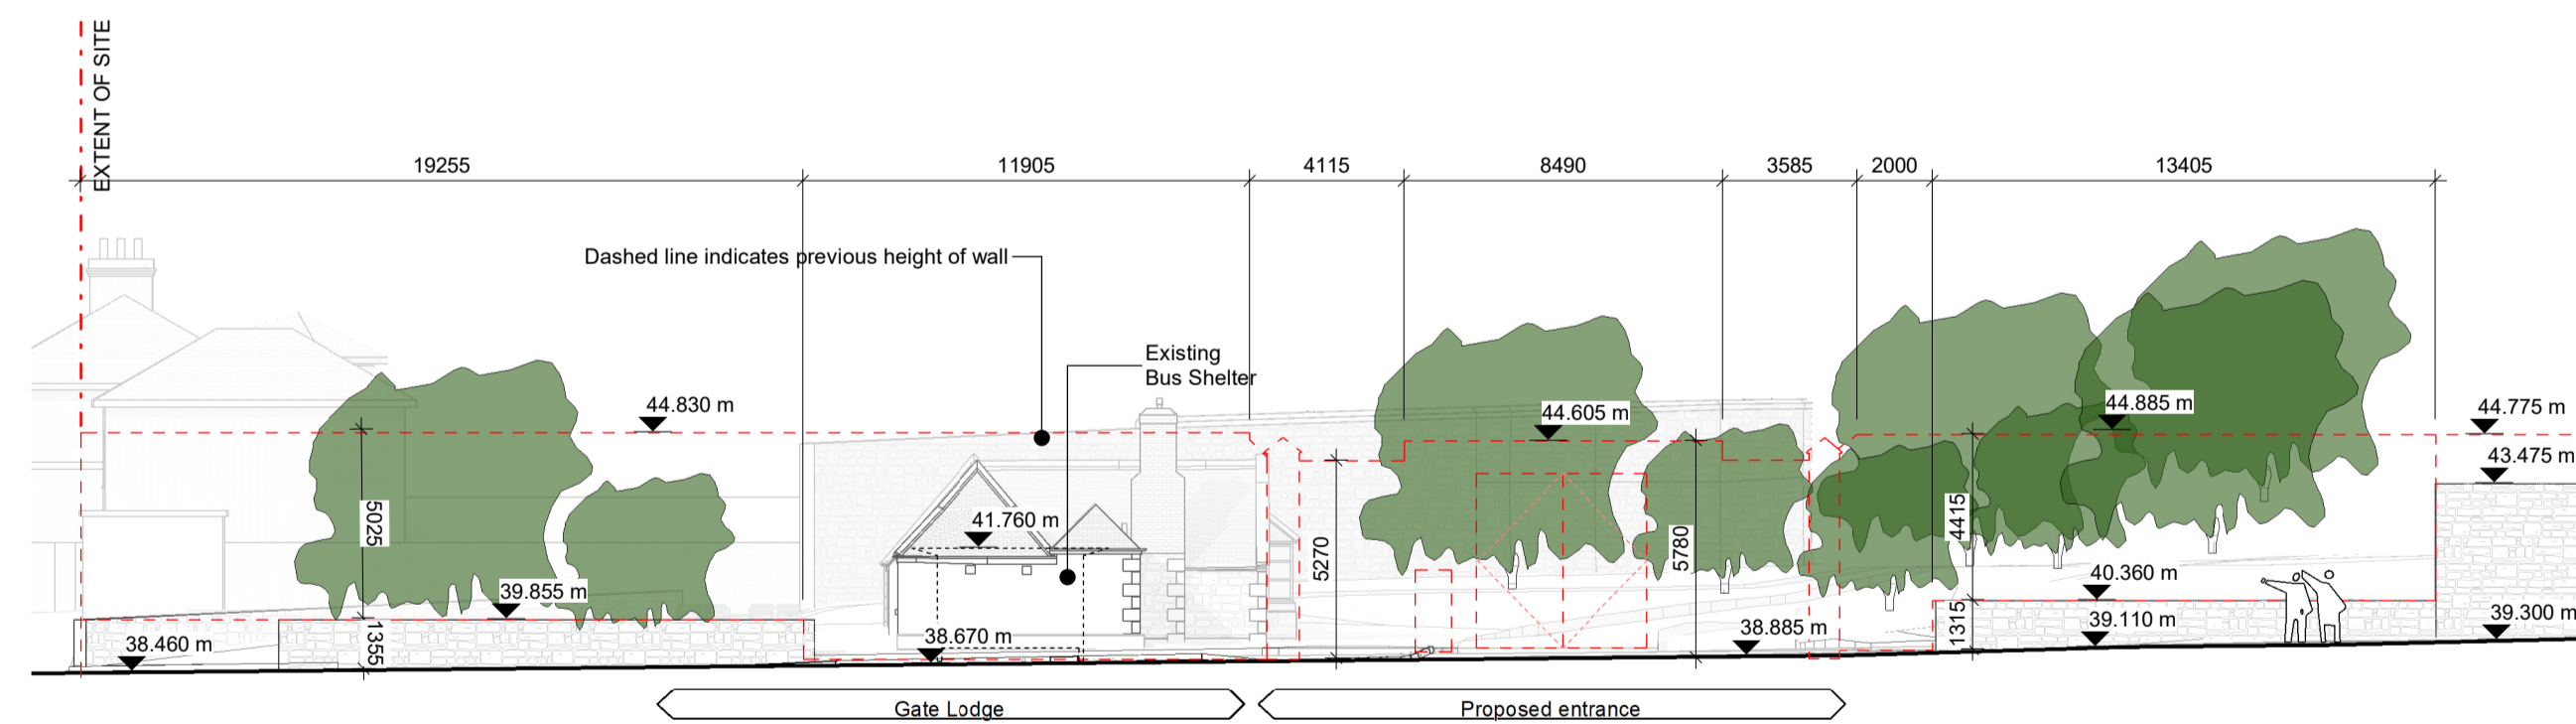 EXTENT OF SITE
19255
11905
4115
8490
3585
2000
13405
Dashed line indicates previous height of wall
Existing
Bus Shelter
44.830 m
44.605 m
44.885 m
44.775 m
43.475 m
5025
41.760 m
5270
5780
4415
39.855 m
40.360 m
38.460 m
1355
38.670 m
38.885 m
1315
39.110 m
39.300 m
Gate Lodge
Proposed entrance